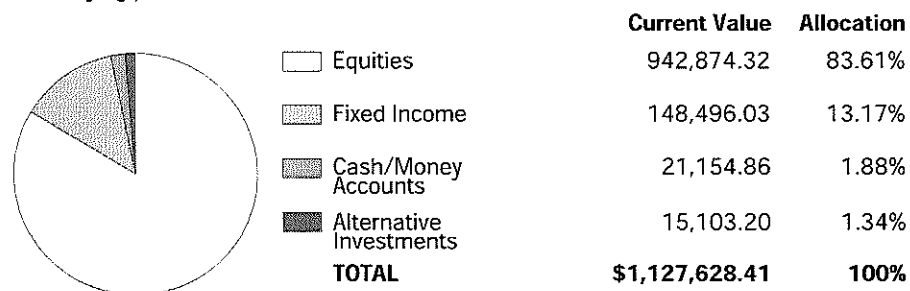 Current Value Allocation
Equities 942,874.32 83.61%
Fixed Income 148,496.03 13.17%
Cash/Money
Accounts 21,154.86 1.88%
Alternative
Investments 15,103.20 1.34%
TOTAL $1,127,628.41 100%